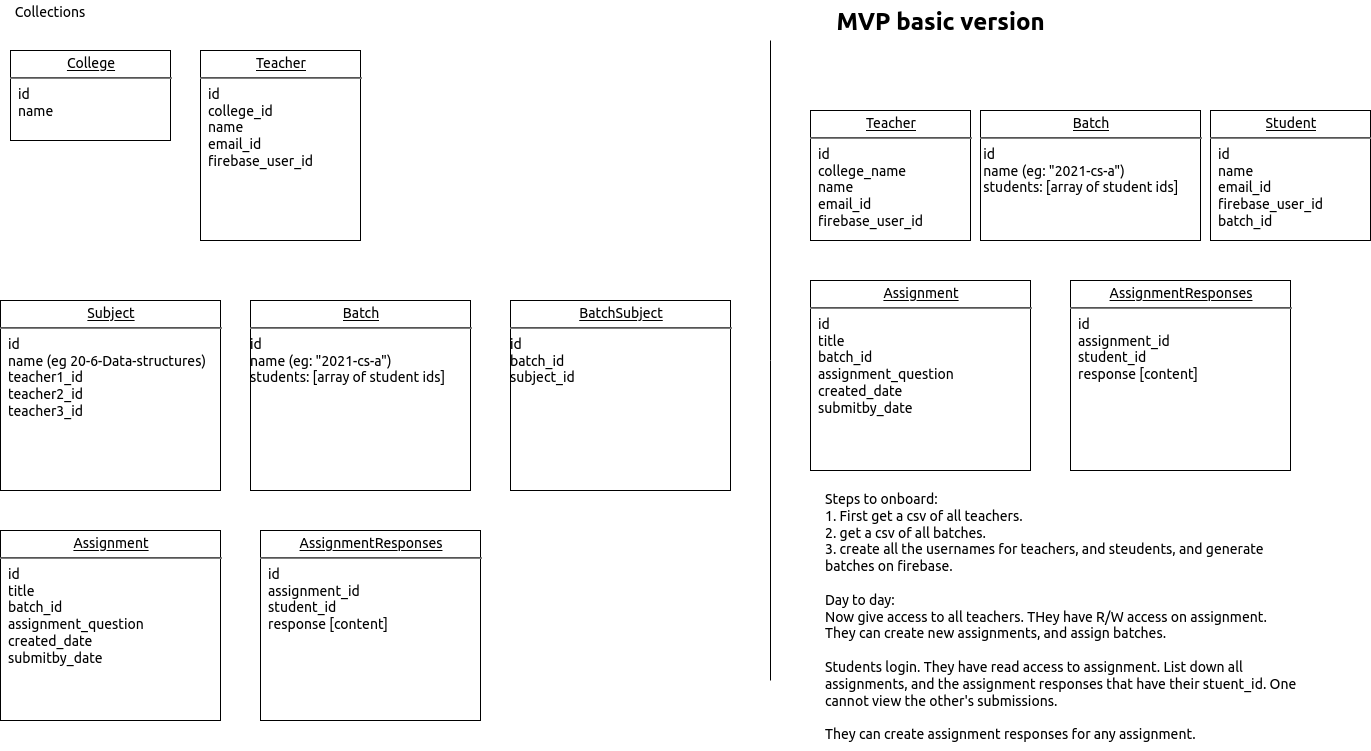 Collections
College
id
name
Teacher
id
college_id
name
email_id
firebase_user_id
Subject
id
name (eg 20-6-Data-structures)
teacher1_id
teacher2_id
teacher3_id
Batch
id
name (eg: "2021-cs-a")
students: [array of student ids]
BatchSubject
id
batch_id
subject_id
Assignment
id
title
batch_id
assignment_question
created_date
submitby_date
AssignmentResponses
id
assignment_id
student_id
response [content]
MVP basic version
Teacher
id
college_name
name
email_id
firebase_user_id
Batch
id
name (eg: "2021-cs-a")
students: [array of student ids]
Student
id
name
email_id
firebase_user_id
batch_id
Assignment
id
title
batch_id
assignment_question
created_date
submitby_date
AssignmentResponses
id
assignment_id
student_id
response [content]
Steps to onboard:
1. First get a csv of all teachers.
2. get a csv of all batches.
3. create all the usernames for teachers, and steudents, and generate
batches on firebase.
Day to day:
Now give access to all teachers. THey have R/W access on assignment.
They can create new assignments, and assign batches.
Students login. They have read access to assignment. List down all
assignments, and the assignment responses that have their stuent_id. One
cannot view the other's submissions.
They can create assignment responses for any assignment.